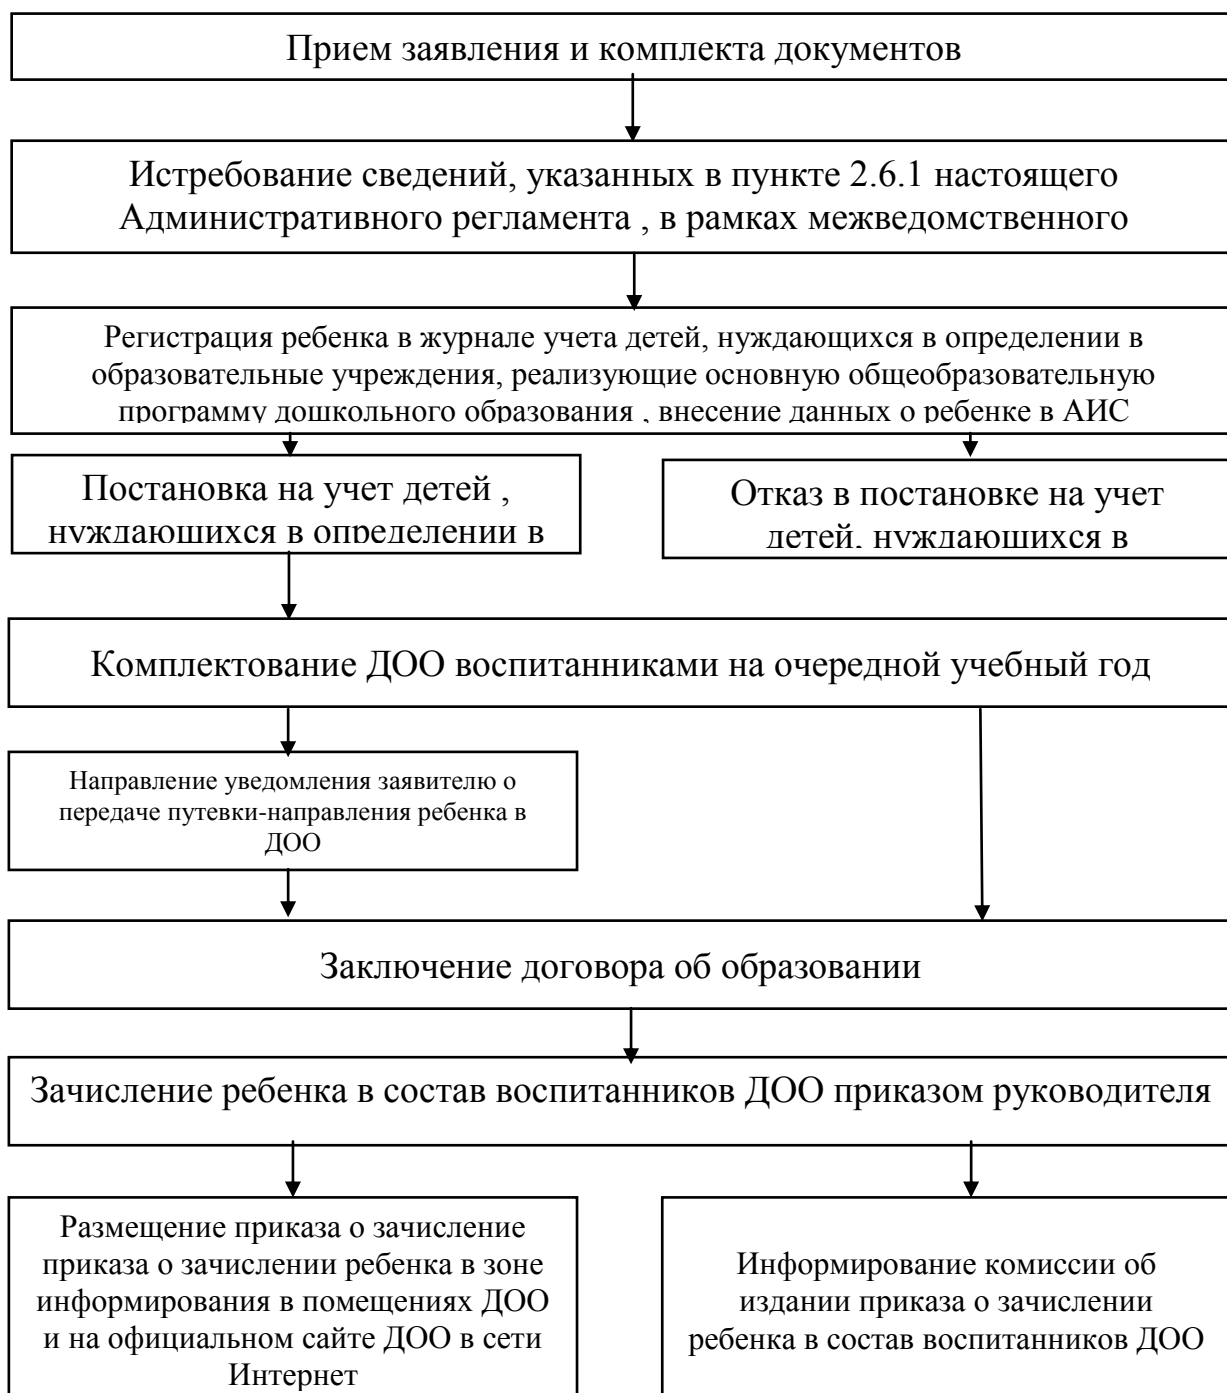 Прием заявления и комплекта документов
Истребование сведений, указанных в пункте 2.6.1 настоящего
Административного регламента , в рамках межведомственного
Регистрация ребенка в журнале учета детей, нуждающихся в определении в
образовательные учреждения, реализующие основную общеобразовательную
программу дошкольного образования , внесение данных о ребенке в АИС
Постановка на учет детей ,
нуждающихся в определении в
Отказ в постановке на учет
детей, нуждающихся в
Комплектование ДОО воспитанниками на очередной учебный год
Направление уведомления заявителю о
передаче путевки-направления ребенка в
ДОО
Заключение договора об образовании
Зачисление ребенка в состав воспитанников ДОО приказом руководителя
Размещение приказа о зачисление
приказа о зачислении ребенка в зоне
информирования в помещениях ДОО
и на официальном сайте ДОО в сети
Интернет
Информирование комиссии об
издании приказа о зачислении
ребенка в состав воспитанников ДОО